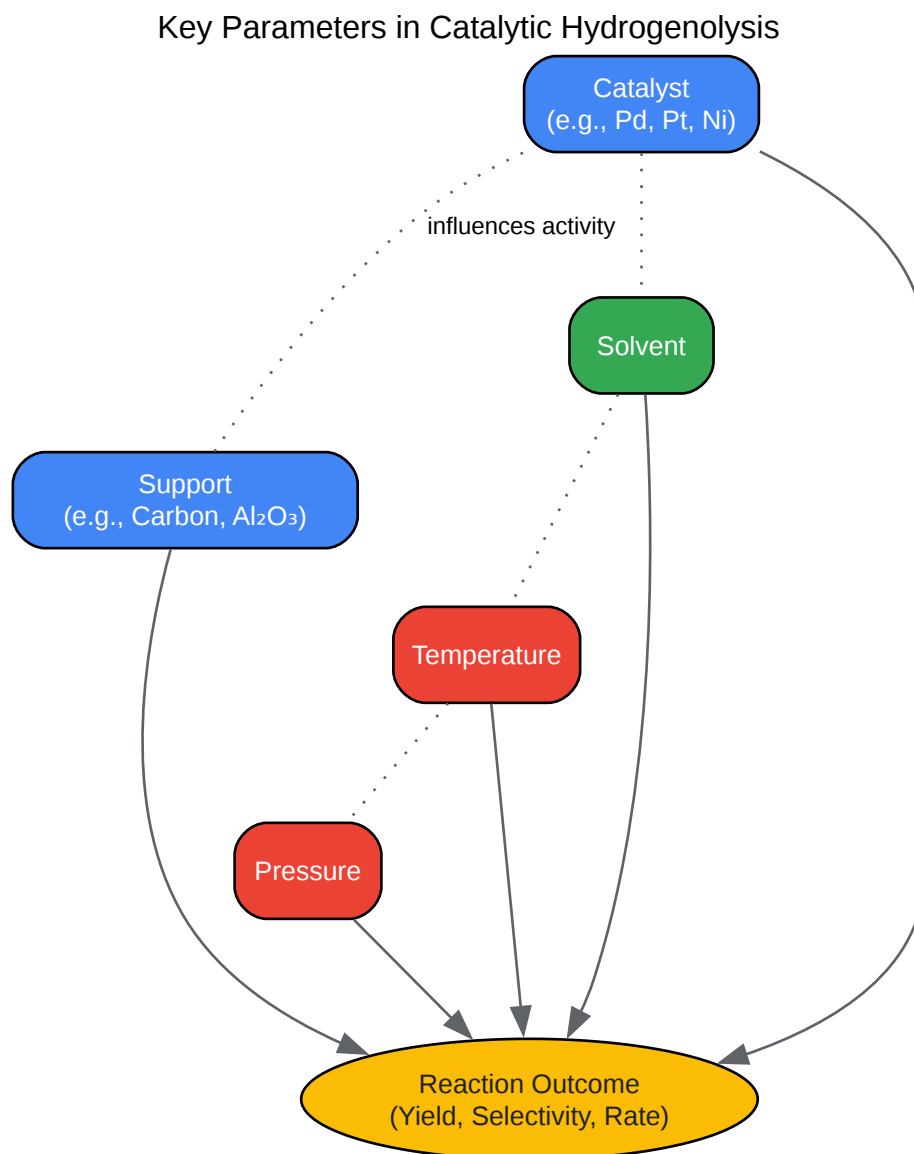 Key Parameters in Catalytic Hydrogenolysis
Catalyst
(e.g., Pd, Pt, Ni)
influences activity
Solvent
Support
(e.g., Carbon, Al₂O₃)
Temperature
Pressure
Reaction Outcome
(Yield, Selectivity, Rate)